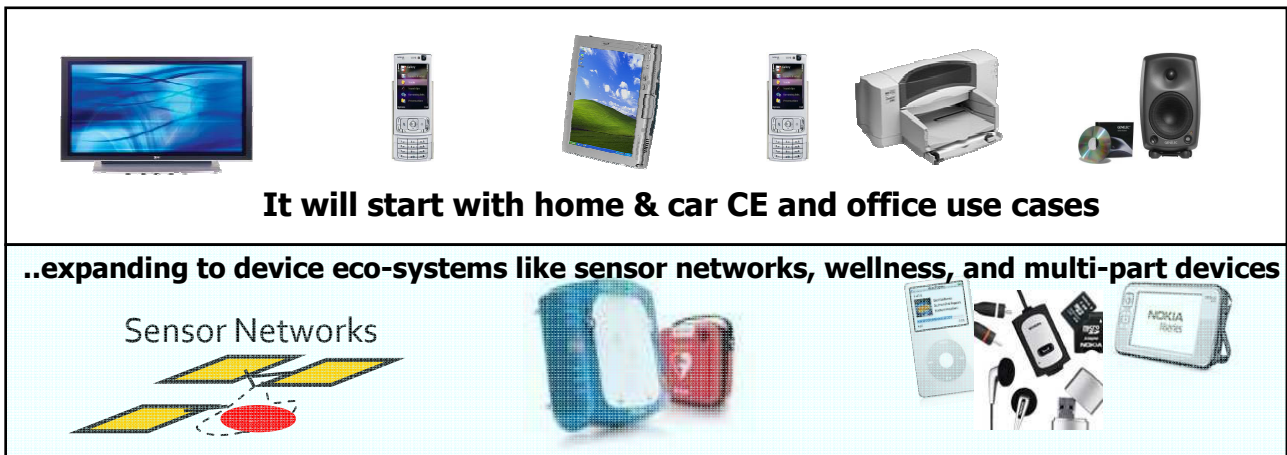 It will start with home & car CE and office use cases
..expanding to device eco-systems like sensor networks, wellness, and multi-part devices
Sensor Networks
NOKIA
NOKIA